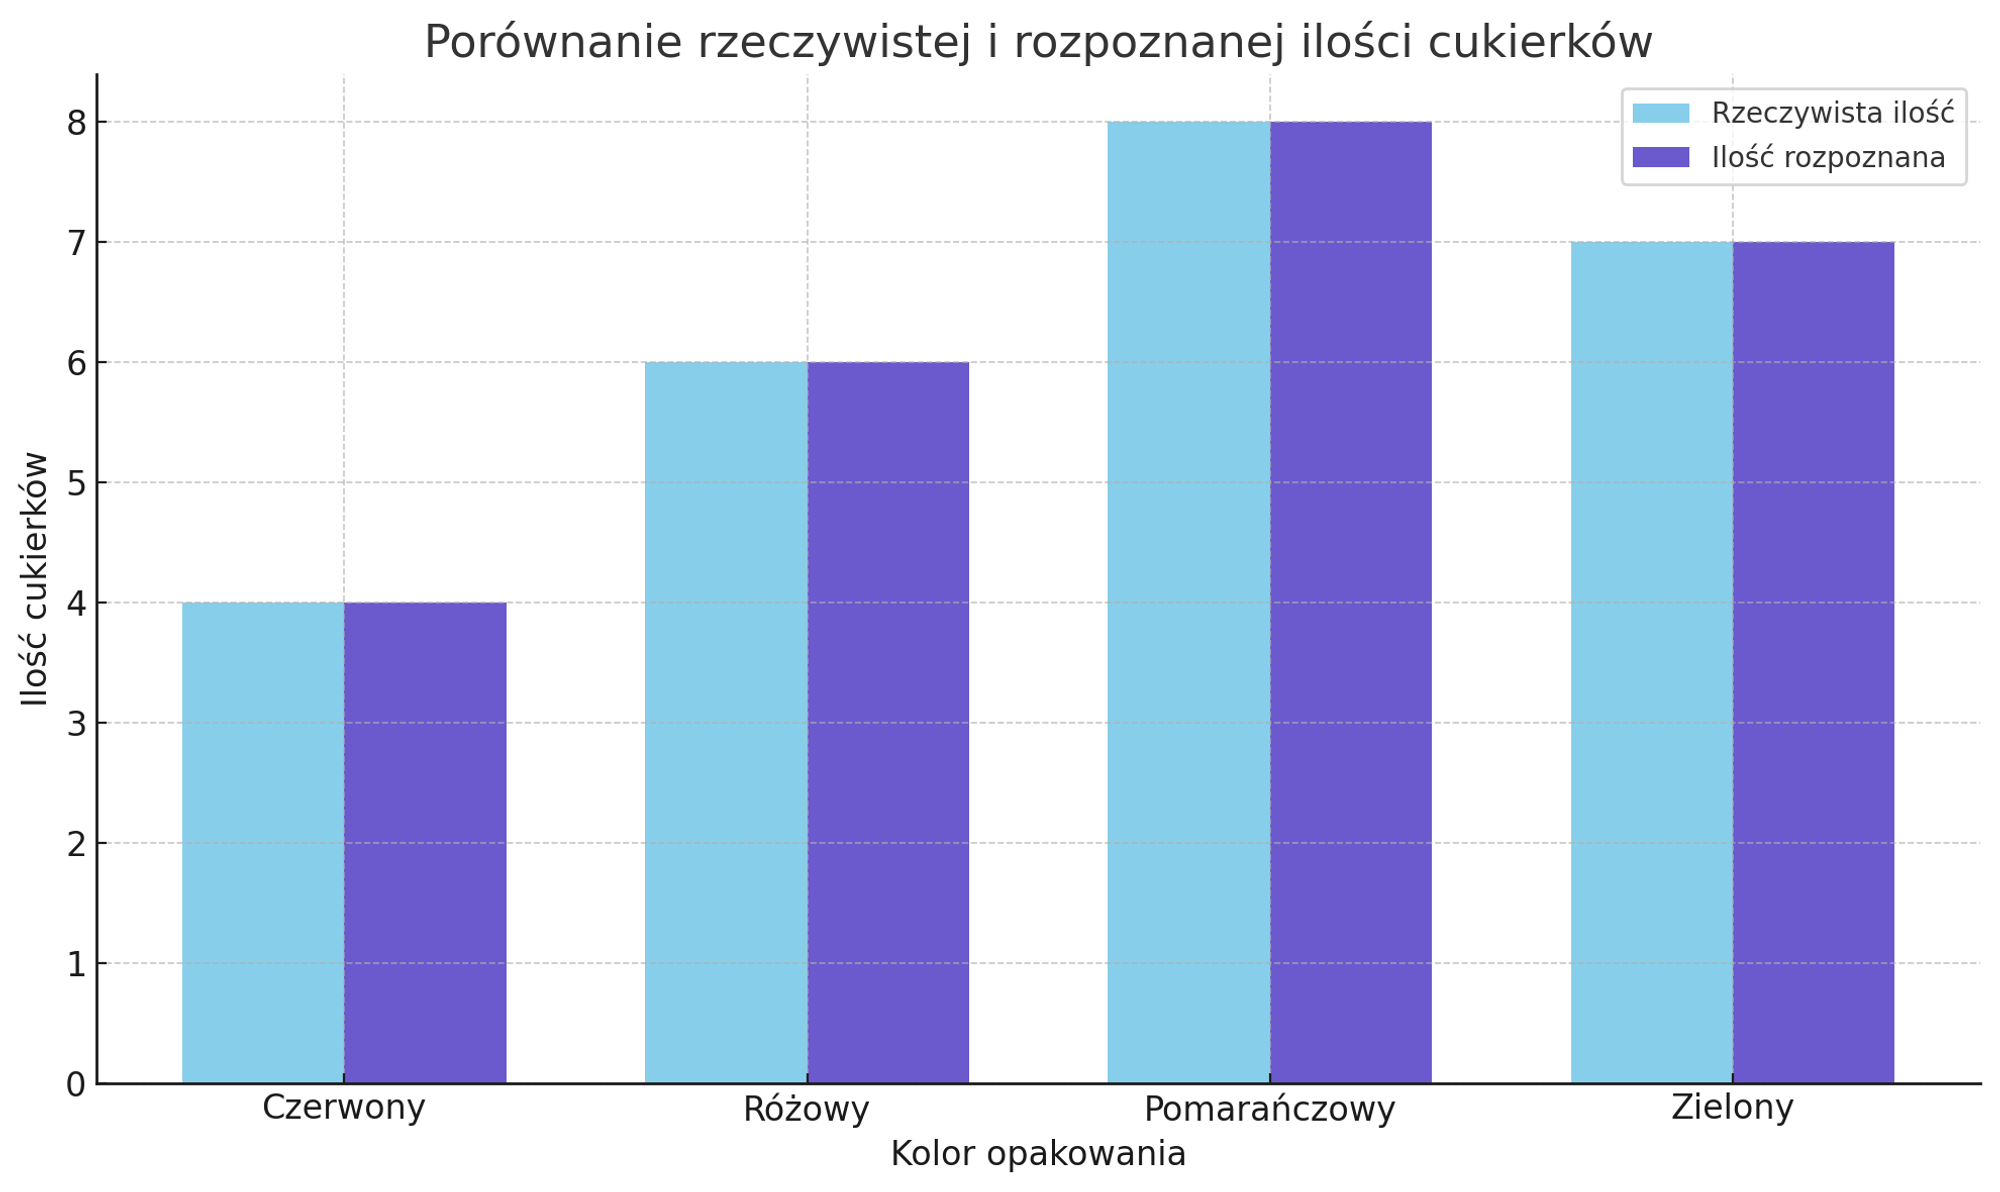 Porównanie rzeczywistej i rozpoznanej ilości cukierków
Rzeczywista ilość
Ilość rozpoznana
Ilość cukierków
8
7
6
5
4
3
2
1
0
Czerwony Różowy Pomarańczowy Zielony
Kolor opakowania